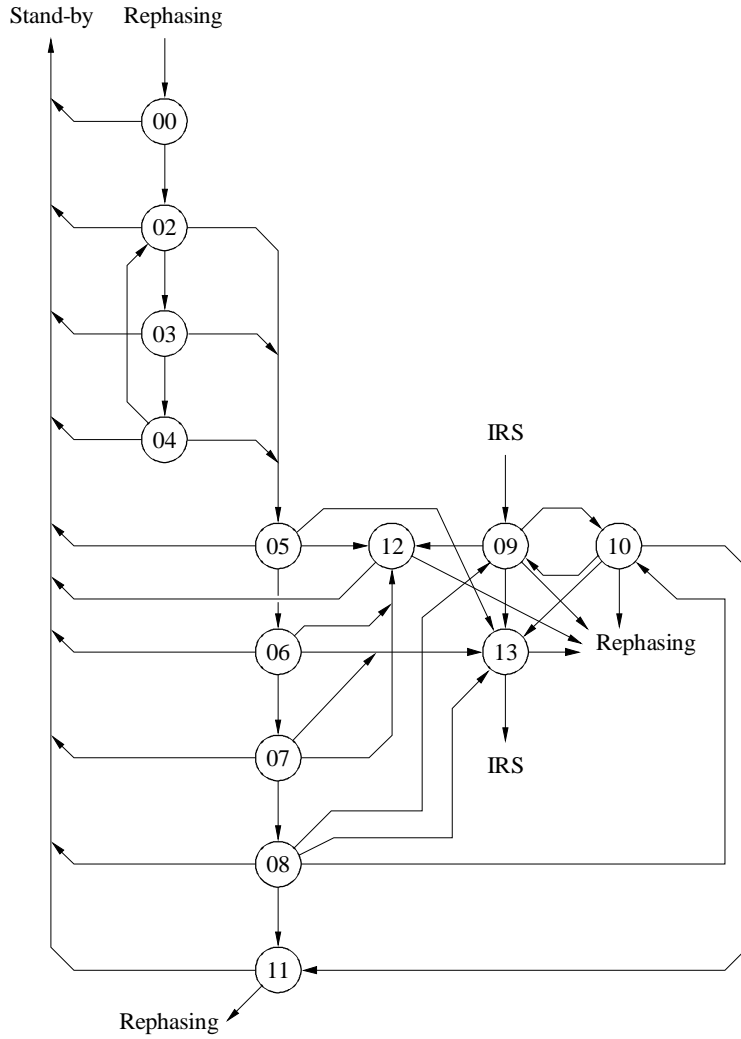 Stand-by Rephasing
00
02
03
04
IRS
05 12 09 10
06 13 Rephasing
07 IRS
08
11
Rephasing